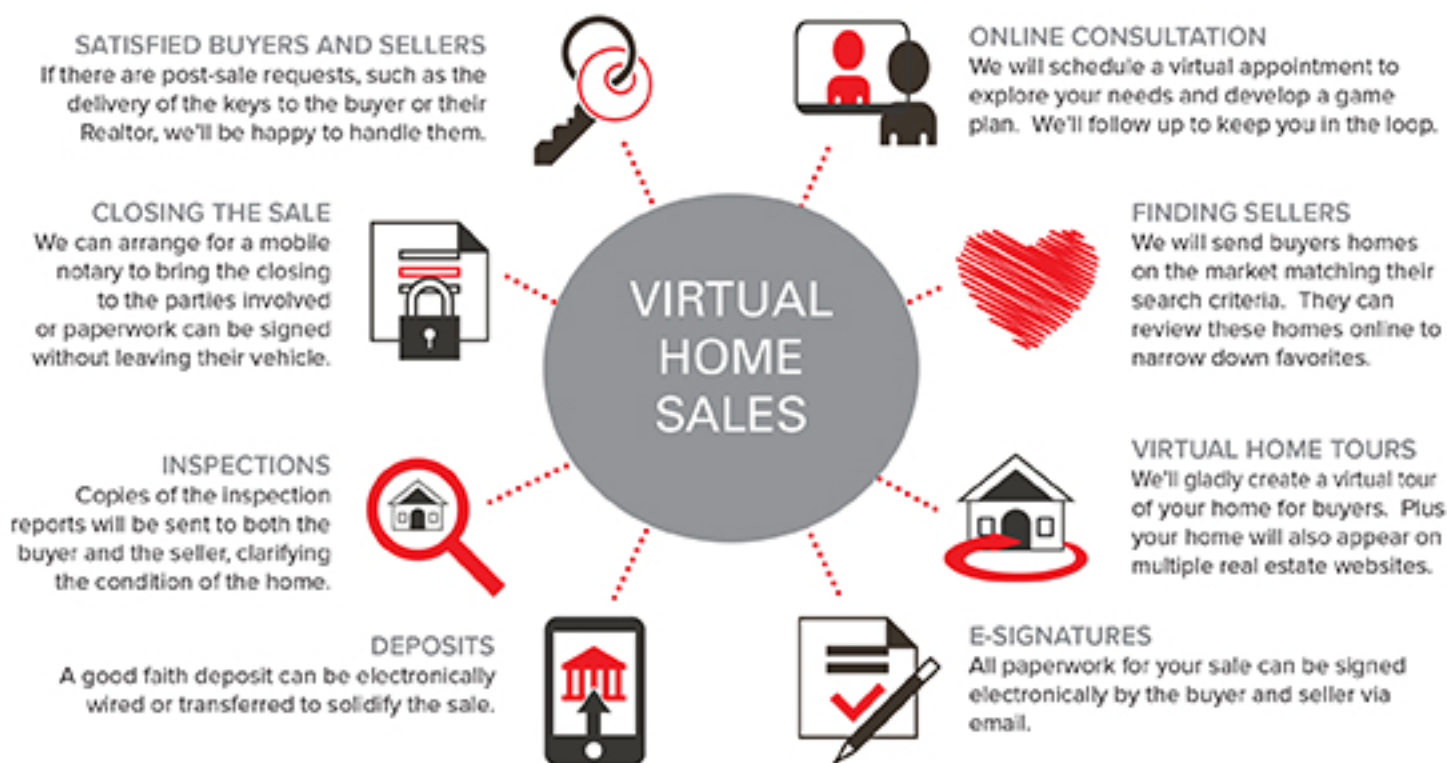 VIRTUAL
HOME
SALES
ONLINE CONSULTATION
We will schedule a virtual appointment to
explore your needs and develop a game
plan. We'll follow up to keep you in the loop.
FINDING SELLERS
We will send buyers homes
on the market matching their
search criteria. They can
review these homes online to
narrow down favorites.
VIRTUAL HOME TOURS
We'll gladly create a virtual tour
of your home for buyers. Plus
your home will also appear on
multiple real estate websites.
E-SIGNATURES
All paperwork for your sale can be signed
electronically by the buyer and seller via
email.
DEPOSITS
A good faith deposit can be electronically
wired or transferred to solidify the sale.
INSPECTIONS
Copies of the inspection
reports will be sent to both the
buyer and the seller, clarifying
the condition of the home.
CLOSING THE SALE
We can arrange for a mobile
notary to bring the closing
to the parties involved
or paperwork can be signed
without leaving their vehicle.
SATISFIED BUYERS AND SELLERS
If there are post-sale requests, such as the
delivery of the keys to the buyer or their
Realtor, we'll be happy to handle them.